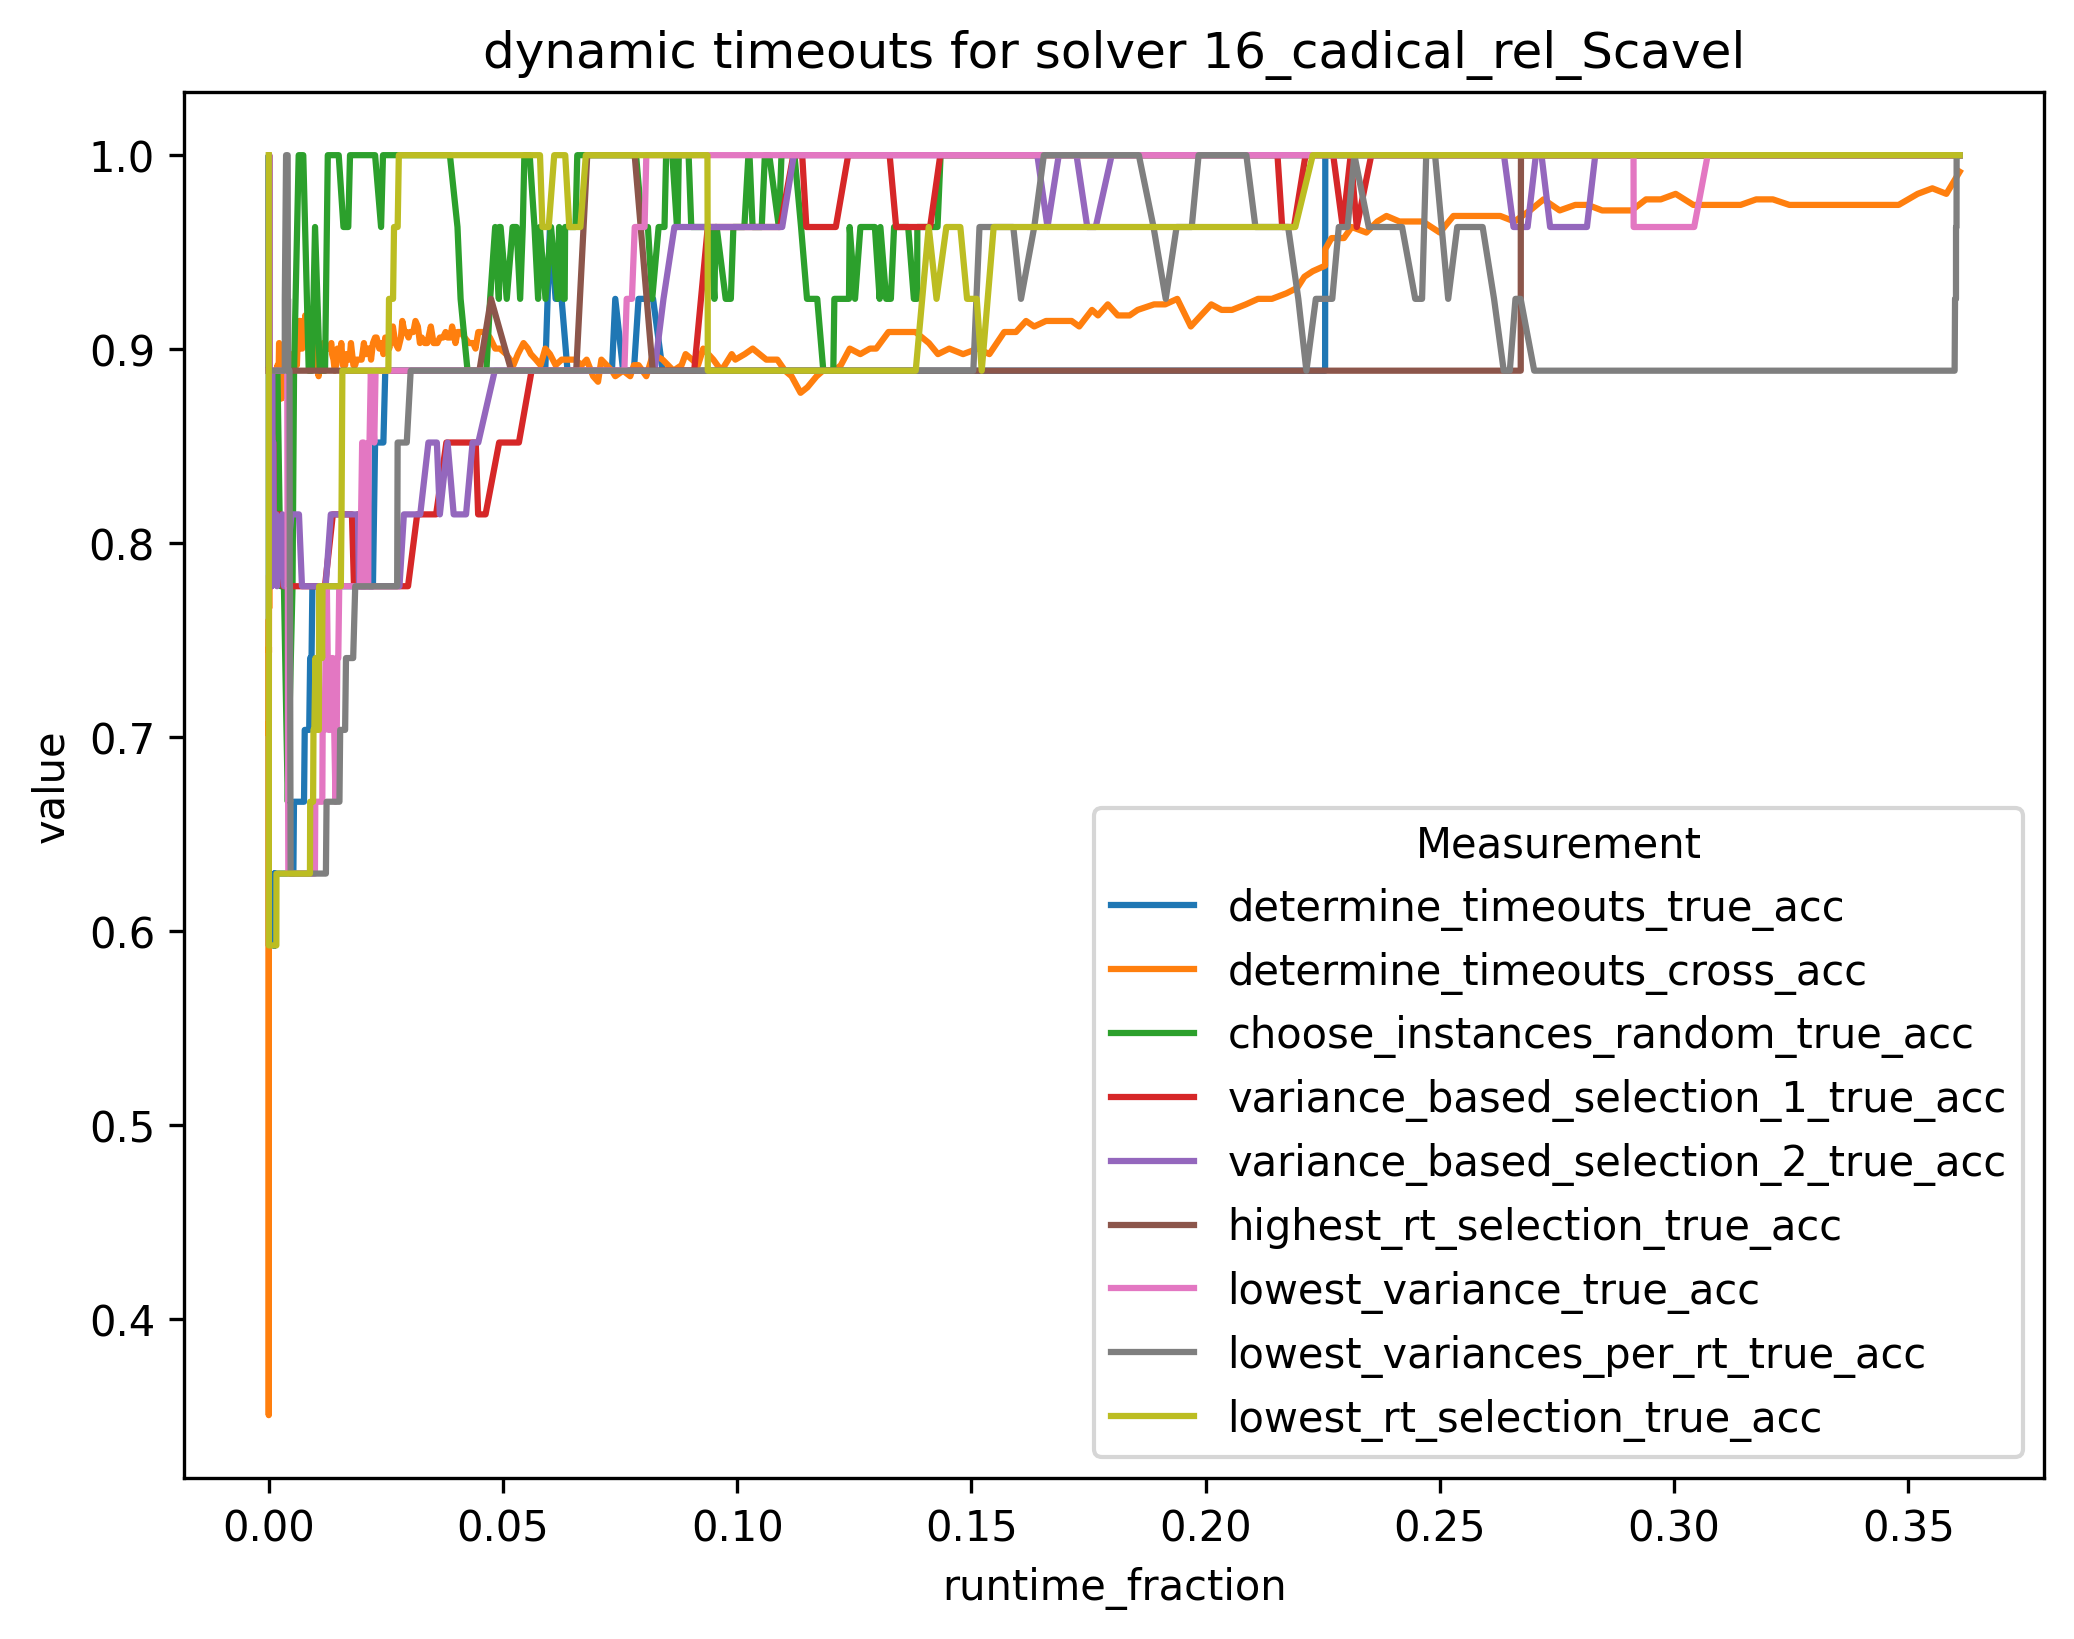 dynamic timeouts for solver 16_cadical_rel_Scavel
1.0
0.9
0.8
0.7
0.6
0.5
0.4
value
Measurement
determine_timeouts_true_acc
determine_timeouts_cross_acc
choose_instances_random_true_acc
variance_based_selection_1_true_acc
variance_based_selection_2_true_acc
highest_rt_selection_true_acc
lowest_variance_true_acc
lowest_variances_per_rt_true_acc
lowest_rt_selection_true_acc
0.00 0.05 0.10 0.15 0.20 0.25 0.30 0.35
runtime_fraction